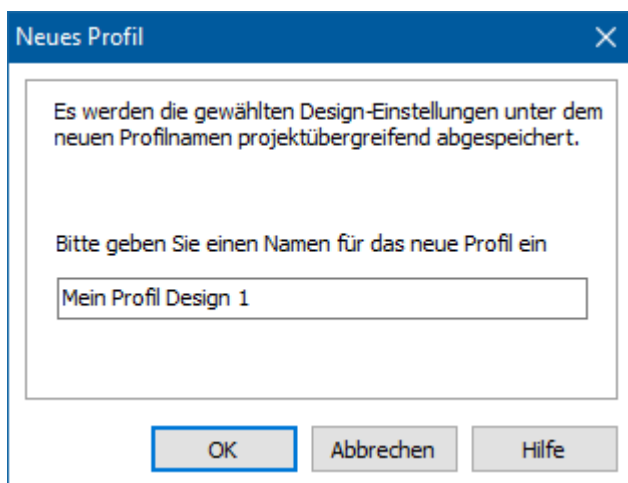 Neues Profil
Es werden die gewählten Design-Einstellungen unter dem
neuen Profilnamen projektübergreifend abgespeichert.
Bitte geben Sie einen Namen für das neue Profil ein
Mein Profil Design 1
OK Abbrechen Hilfe